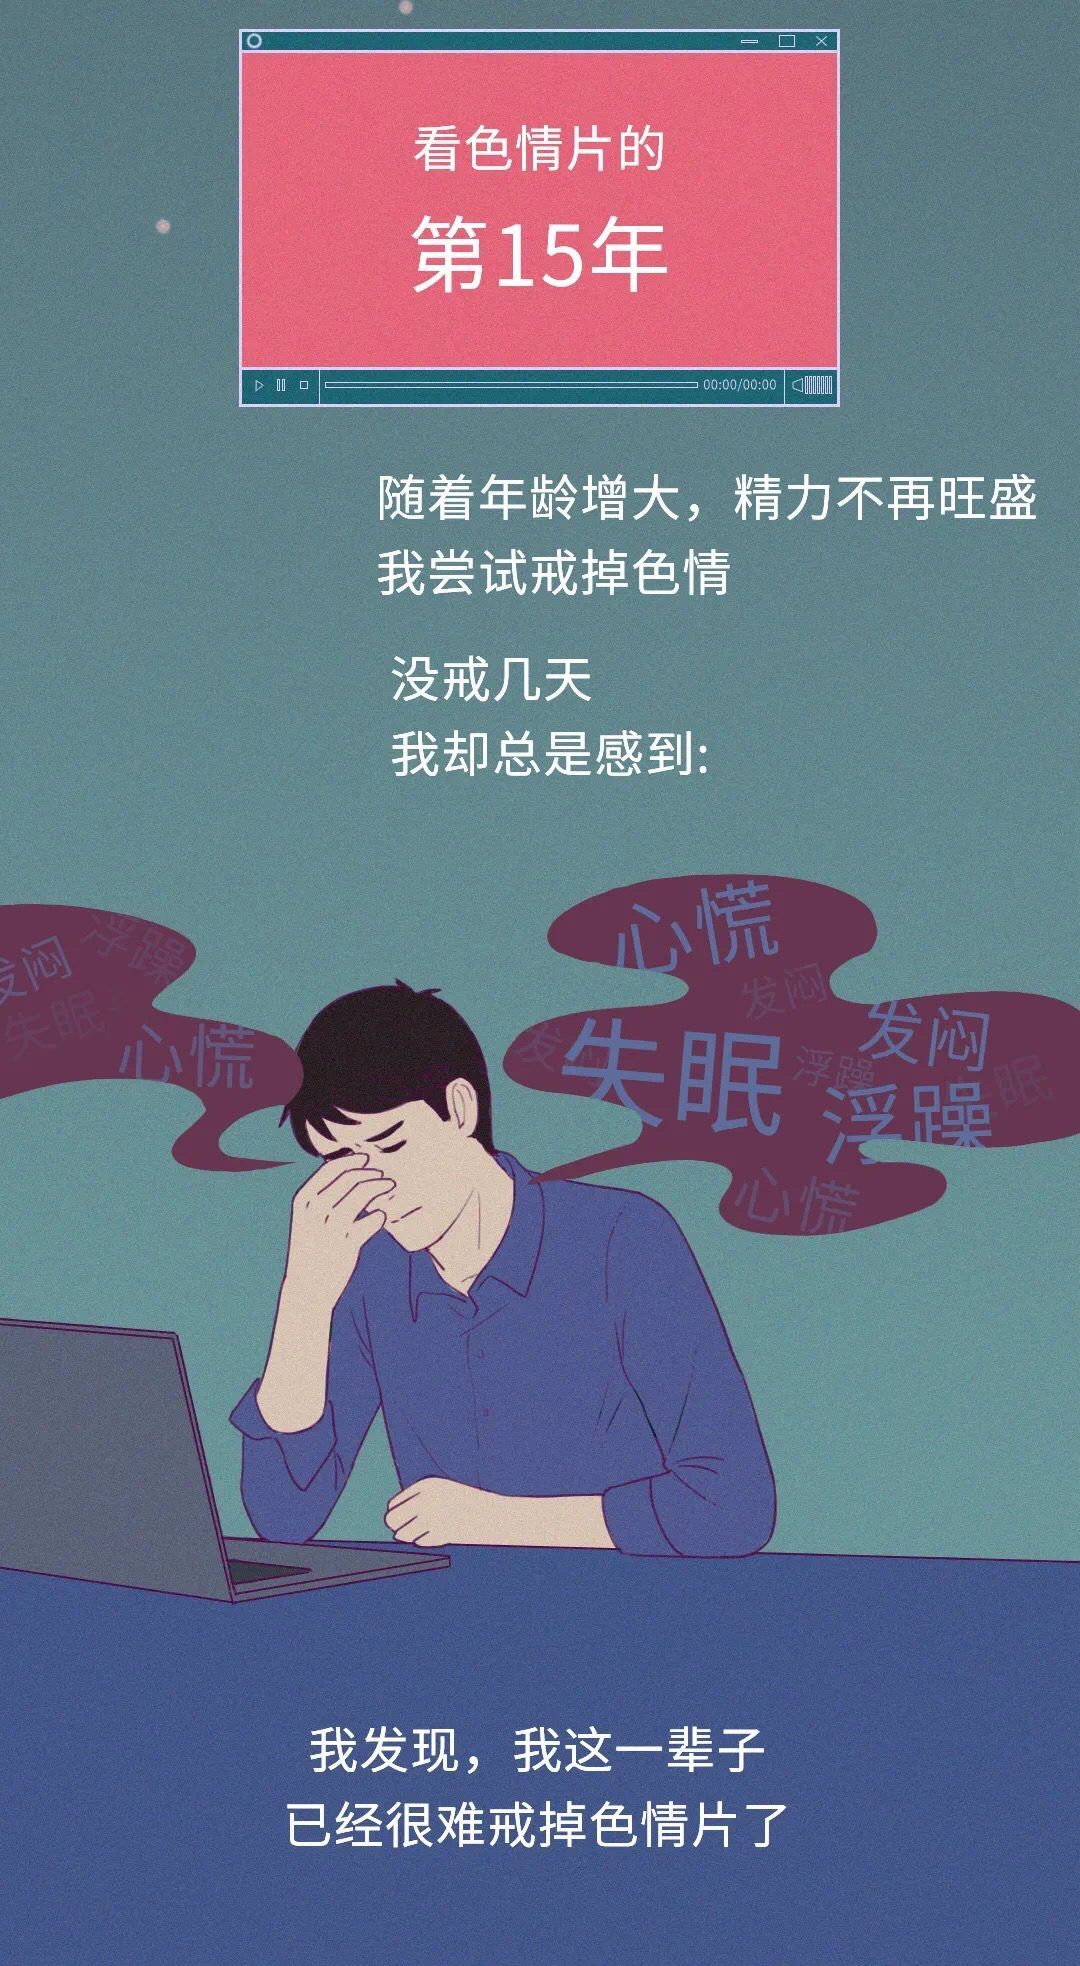 看色情片的
第15年
00:00/00:00
随着年龄增大，精力不再旺盛
我尝试戒掉色情
没戒几天
我却总是感到:
心慌
发闷
浮躁
发闷
失眠
心慌
发闷
失眠
发闷
浮躁
浮躁
失眠
心慌
我发现，我这一辈子
已经很难戒掉色情片了